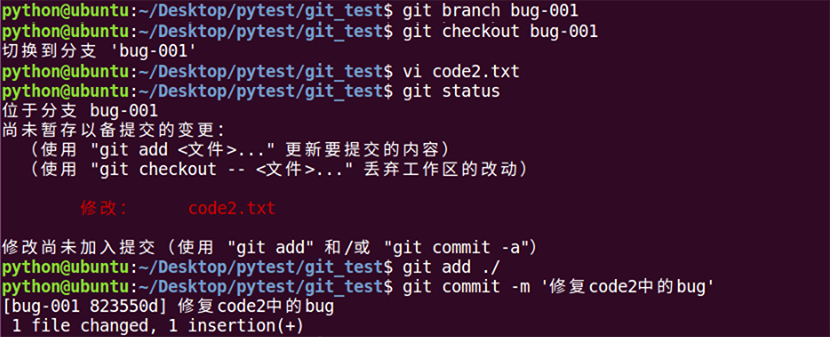 python@ubuntu:~/Desktop/pytest/git_test$ git branch bug-001
python@ubuntu:~/Desktop/pytest/git_test$ git checkout bug-001
切换到分支 'bug-001'
python@ubuntu:~/Desktop/pytest/git_test$ vi code2.txt
python@ubuntu:~/Desktop/pytest/git_test$ git status
位于分支 bug-001
尚未暂存以备提交的变更：
  （使用 "git add <文件>..." 更新要提交的内容）
  （使用 "git checkout -- <文件>..." 丢弃工作区的改动）
        修改：      code2.txt
修改尚未加入提交（使用 "git add" 和/或 "git commit -a"）
python@ubuntu:~/Desktop/pytest/git_test$ git add ./
python@ubuntu:~/Desktop/pytest/git_test$ git commit -m '修复code2中的bug'
[bug-001 823550d] 修复code2中的bug
 1 file changed, 1 insertion(+)